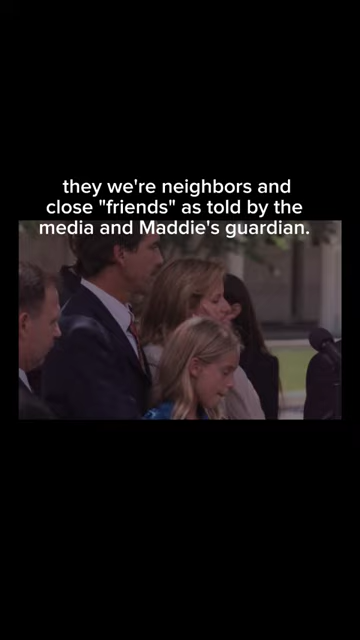 they we're neighbors and
close "friends" as told by the
media and Maddie's guardian.